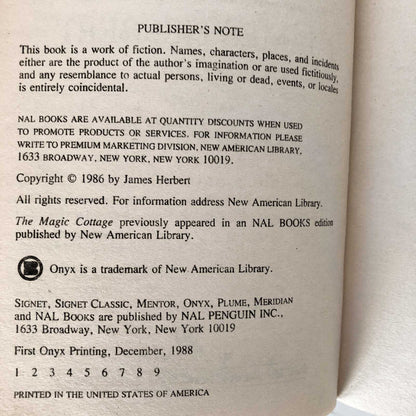 PUBLISHER'S NOTE
This book is a work of fiction. Names, characters, places, and incidents
either are the product of the author's imagination or are used fictitiously,
and any resemblance to actual persons, living or dead, events, or locales
is entirely coincidental.
NAL BOOKS ARE AVAILABLE AT QUANTITY DISCOUNTS WHEN USED
TO PROMOTE PRODUCTS OR SERVICES. FOR INFORMATION PLEASE
WRITE TO PREMIUM MARKETING DIVISION, NEW AMERICAN LIBRARY,
1633 BROADWAY, NEW YORK, NEW YORK 10019.
Copyright © 1986 by James Herbert
All rights reserved. For information address New American Library.
The Magic Cottage previously appeared in an NAL BOOKS edition
published by New American Library.
Onyx is a trademark of New American Library.
SIGNET, SIGNET CLASSIC, MENTOR, ONYX, PLUME, MERIDIAN
and NAL BOOKS are published by NAL PENGUIN INC.,
1633 Broadway, New York, New York 10019
First Onyx Printing, December, 1988
1 2 3 4 5 6 7 8 9
PRINTED IN THE UNITED STATES OF AMERICA